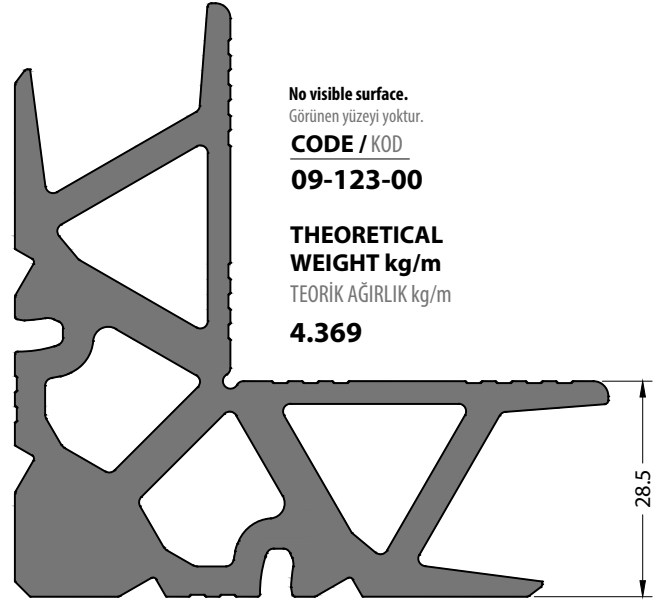 No visible surface.
Görünen yüzeyi yoktur.
CODE / KOD
09-123-00
THEORETICAL
WEIGHT kg/m
TEORİK AĞIRLIK kg/m
4.369
28.5